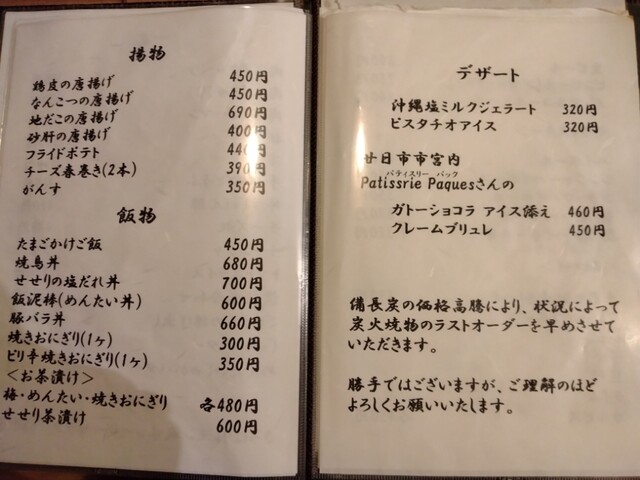 揚物
鶏皮の唐揚げ 450円
なんこつの唐揚げ 450円
地だこの唐揚げ 690円
砂肝の唐揚げ 400円
フライドポテト 440円
チーズ春巻き(2本) 390円
がんす 350円
飯物
たまごかけご飯 450円
焼鳥丼 680円
せせりの塩だれ丼 700円
飯泥棒(めんたい丼) 600円
豚バラ丼 660円
焼きおにぎり(1ヶ) 300円
ピリ辛焼きおにぎり(1ヶ) 350円
<お茶漬け>
梅・めんたい・焼きおにぎり 各480円
せせり茶漬け 600円
デザート
沖縄塩ミルクジェラート 320円
ピスタチオアイス 320円
廿日市市宮内
パティスリー パック
Patissrie Paquesさんの
ガトーショコラ アイス添え 460円
クレームブリュレ 450円
備長炭の価格高騰により、状況によって
炭火焼物のラストオーダーを早めさせて
いただきます。
勝手ではございますが、ご理解のほど
よろしくお願いいたします。